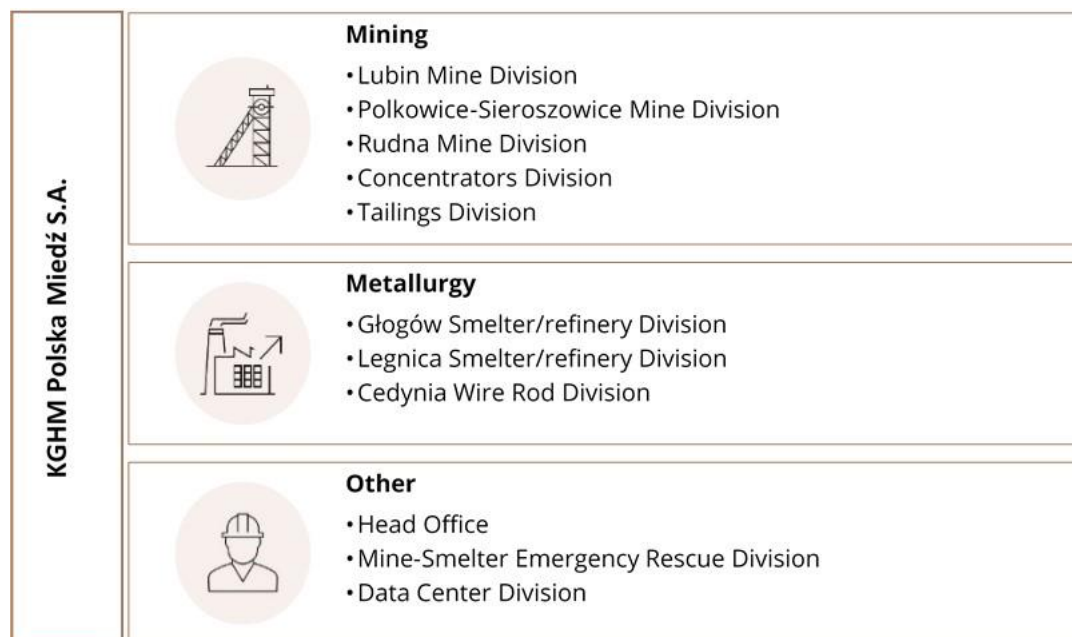 KGHM Polska Miedź S.A.
Mining
•Lubin Mine Division
•Polkowice-Sieroszowice Mine Division
•Rudna Mine Division
•Concentrators Division
•Tailings Division
Metallurgy
•Głogów Smelter/refinery Division
•Legnica Smelter/refinery Division
•Cedynia Wire Rod Division
Other
•Head Office
•Mine-Smelter Emergency Rescue Division
•Data Center Division